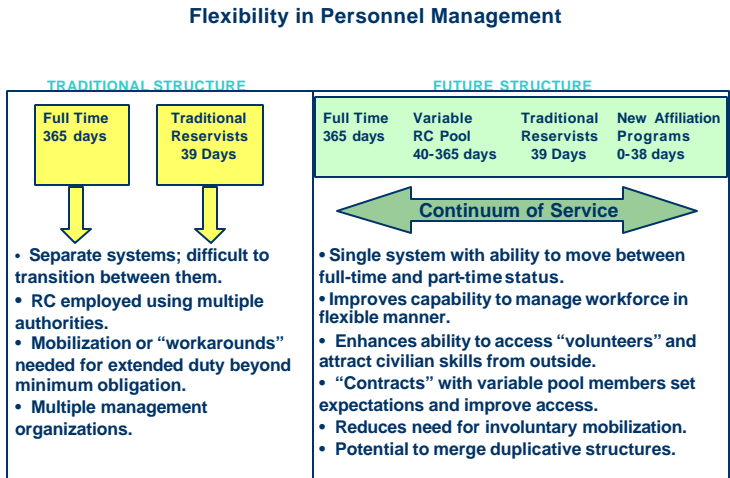 Flexibility in Personnel Management
TRADITIONAL STRUCTURE
Full Time
365 days
Traditional
Reservists
39 Days
• Separate systems; difficult to
transition between them.
• RC employed using multiple
authorities.
• Mobilization or “workarounds”
needed for extended duty beyond
minimum obligation.
• Multiple management
organizations.
FUTURE STRUCTURE
Full Time
365 days
Variable
RC Pool
40-365 days
Traditional
Reservists
39 Days
New Affiliation
Programs
0-38 days
Continuum of Service
• Single system with ability to move between
full-time and part-time status.
• Improves capability to manage workforce in
flexible manner.
• Enhances ability to access “volunteers” and
attract civilian skills from outside.
• “Contracts” with variable pool members set
expectations and improve access.
• Reduces need for involuntary mobilization.
• Potential to merge duplicative structures.